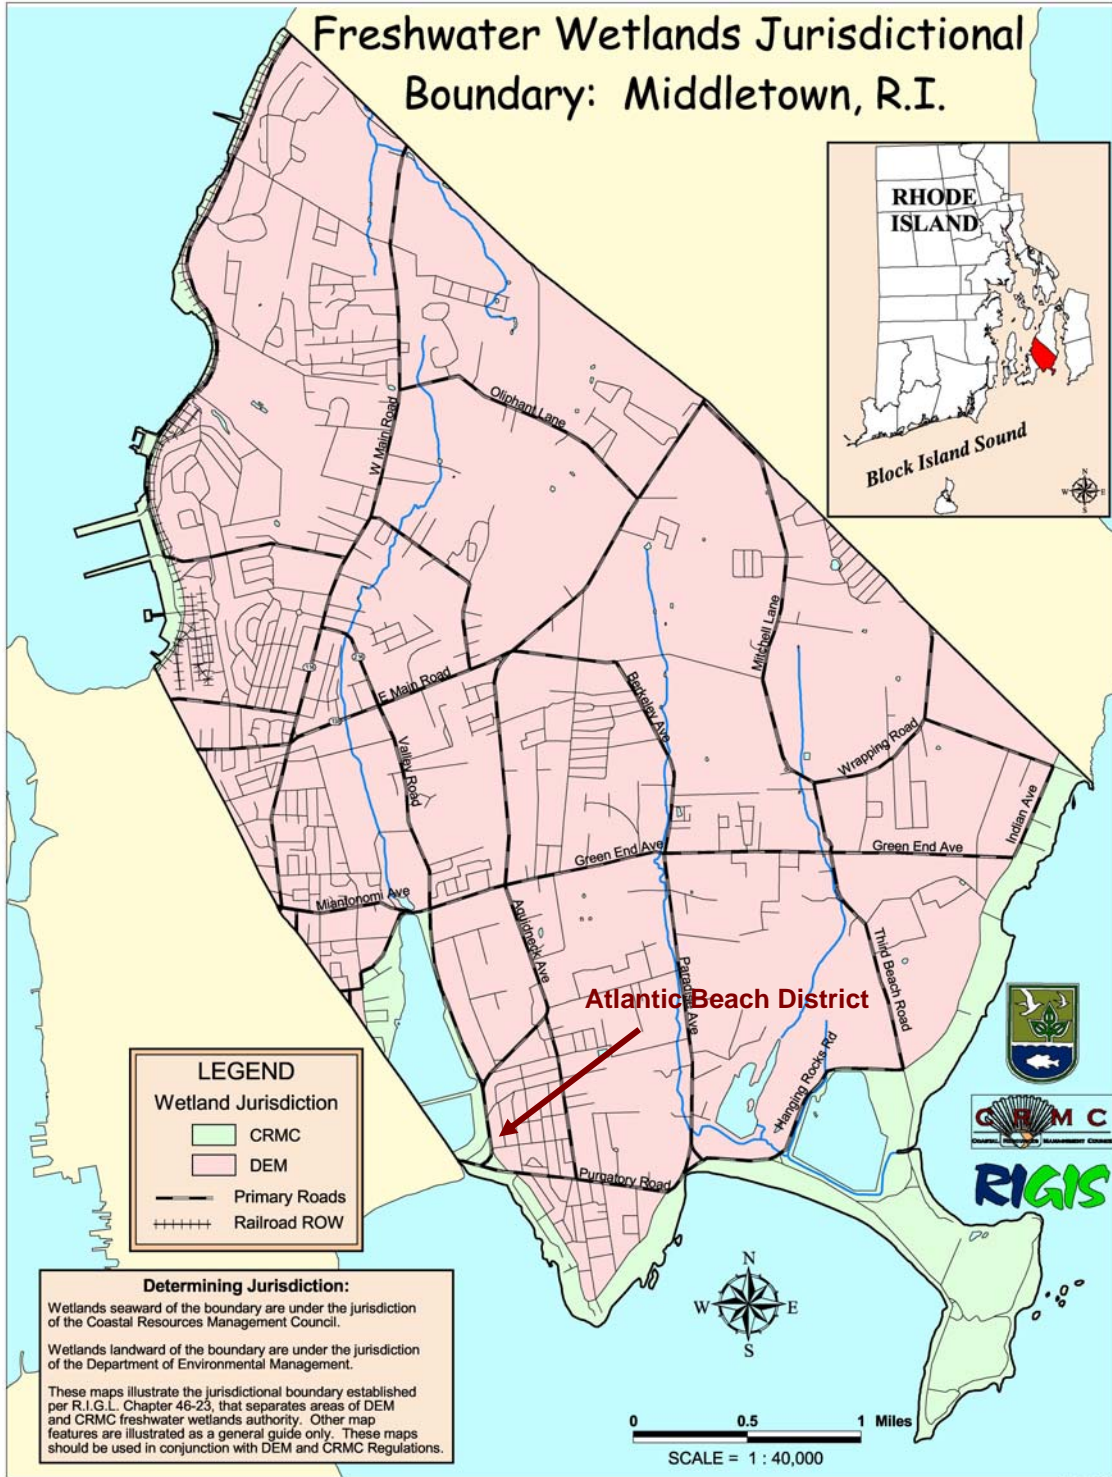 Freshwater Wetlands Jurisdictional
Boundary: Middletown, R.I.
RHODE
ISLAND
Block Island Sound
N
W E
S
Oliphant Lane
W Main Road
Mitchell Lane
E Main Road
Berkeley Ave
Valley Road
Wrapping Road
Indian Ave
Green End Ave
Green End Ave
Miantonomi Ave
Aquidneck Ave
Third Beach Road
Paradise Ave
Atlantic Beach District
Hanging Rocks Rd
Purgatory Road
LEGEND
Wetland Jurisdiction
CRMC
DEM
Primary Roads
Railroad ROW
CRMC
COASTAL RESOURCES MANAGEMENT COUNCIL
RIGIS
Determining Jurisdiction:
Wetlands seaward of the boundary are under the jurisdiction
of the Coastal Resources Management Council.
Wetlands landward of the boundary are under the jurisdiction
of the Department of Environmental Management.
These maps illustrate the jurisdictional boundary established
per R.I.G.L. Chapter 46-23, that separates areas of DEM
and CRMC freshwater wetlands authority. Other map
features are illustrated as a general guide only. These maps
should be used in conjunction with DEM and CRMC Regulations.
N
W E
S
0 0.5 1 Miles
SCALE = 1 : 40,000